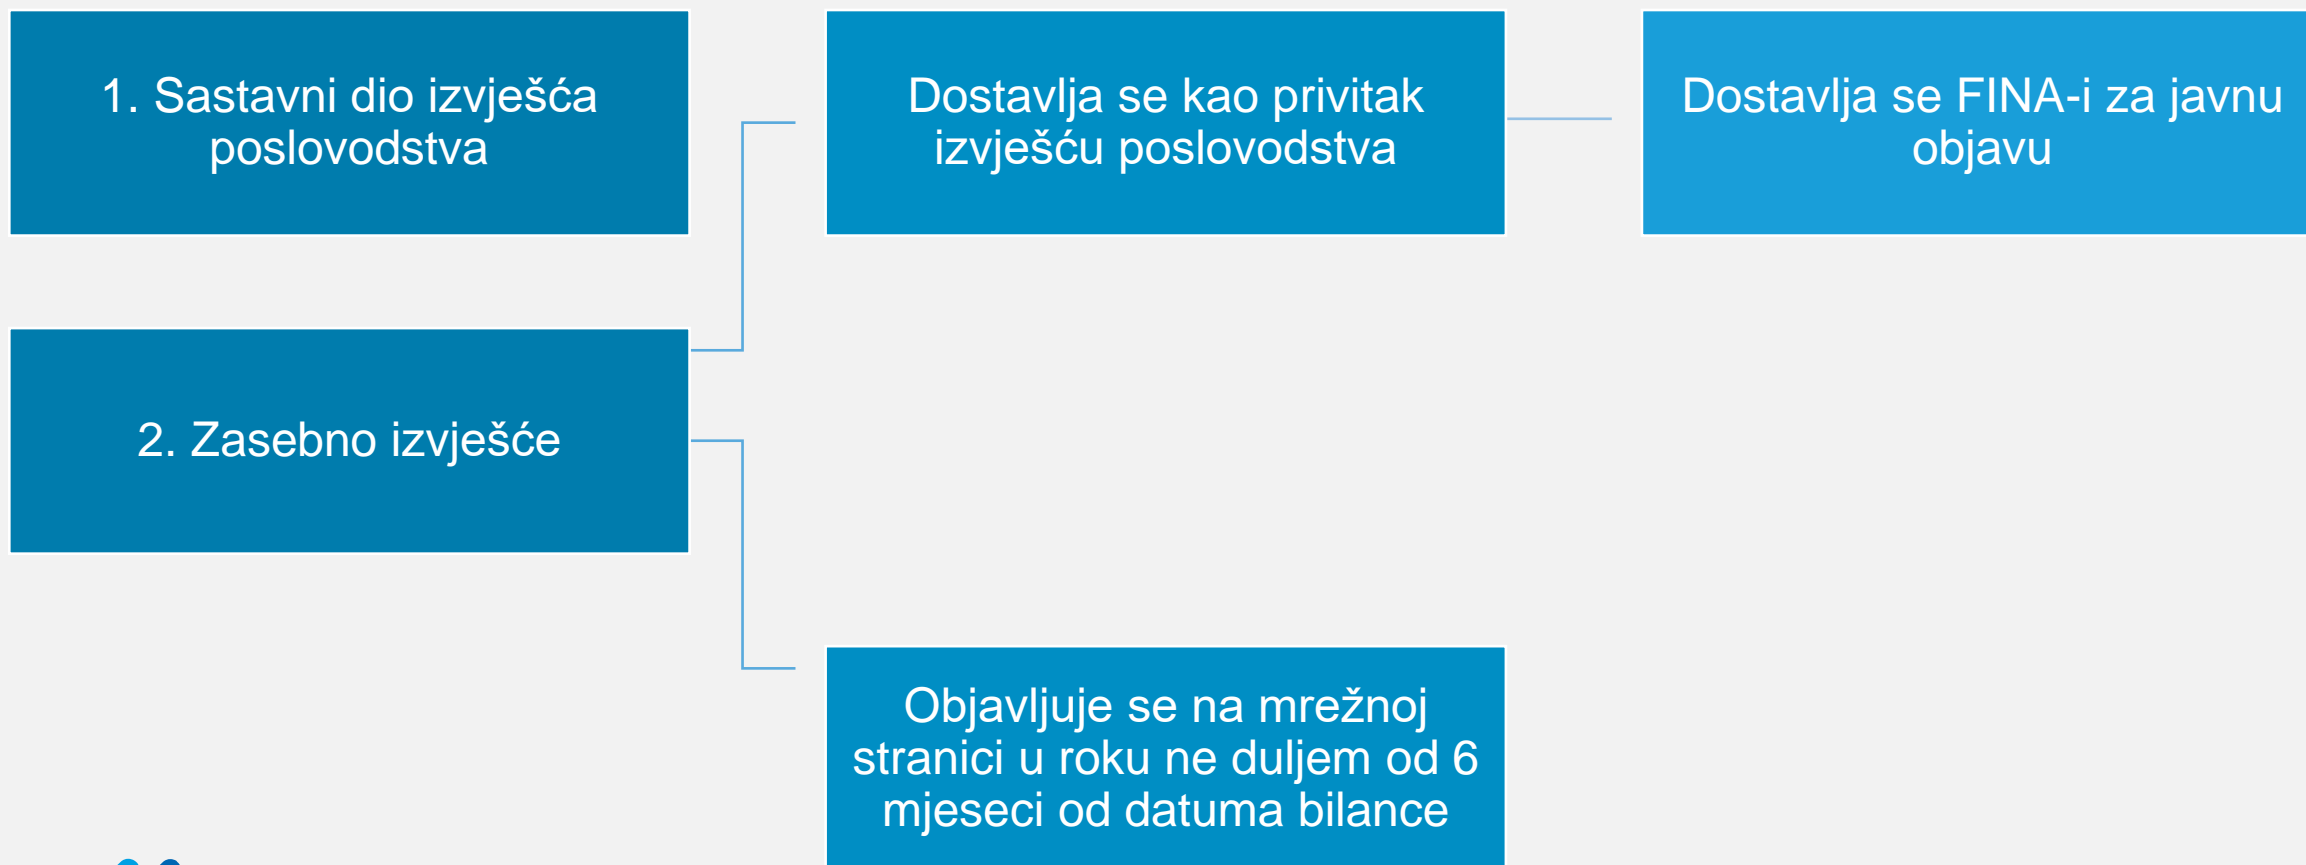 1. Sastavni dio izvješća
poslovodstva
Dostavlja se kao privitak
izvješću poslovodstva
Dostavlja se FINA-i za javnu
objavu
2. Zasebno izvješće
Objavljuje se na mrežnoj
stranici u roku ne duljem od 6
mjeseci od datuma bilance